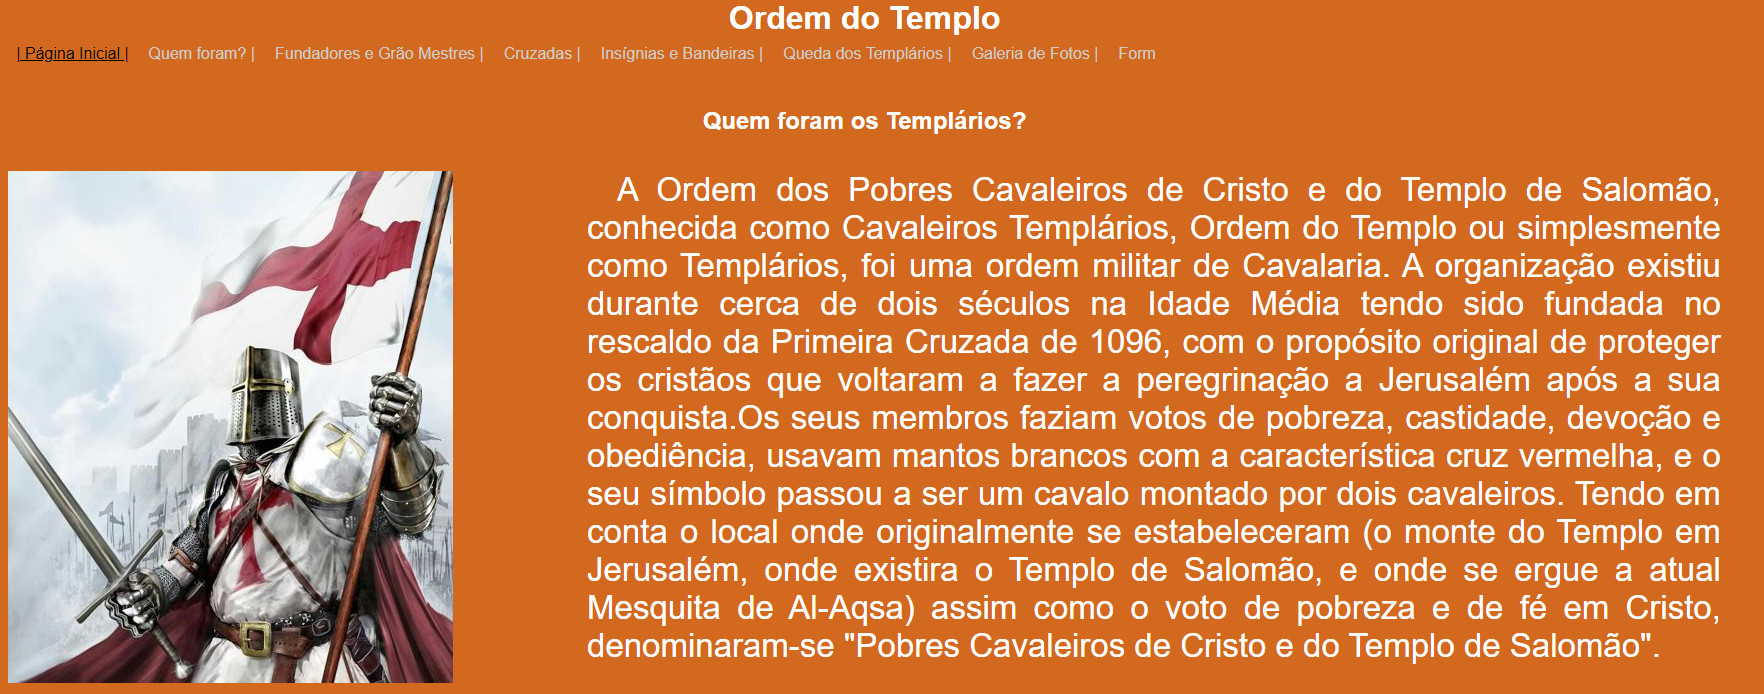 Ordem do Templo
| Página Inicial | Quem foram? | Fundadores e Grão Mestres | Cruzadas | Insígnias e Bandeiras | Queda dos Templários | Galeria de Fotos | Form
Quem foram os Templários?
A Ordem dos Pobres Cavaleiros de Cristo e do Templo de Salomão,
conhecida como Cavaleiros Templários, Ordem do Templo ou simplesmente
como Templários, foi uma ordem militar de Cavalaria. A organização existiu
durante cerca de dois séculos na Idade Média tendo sido fundada no
rescaldo da Primeira Cruzada de 1096, com o propósito original de proteger
os cristãos que voltaram a fazer a peregrinação a Jerusalém após a sua
conquista.Os seus membros faziam votos de pobreza, castidade, devoção e
obediência, usavam mantos brancos com a característica cruz vermelha, e o
seu símbolo passou a ser um cavalo montado por dois cavaleiros. Tendo em
conta o local onde originalmente se estabeleceram (o monte do Templo em
Jerusalém, onde existira o Templo de Salomão, e onde se ergue a atual
Mesquita de Al-Aqsa) assim como o voto de pobreza e de fé em Cristo,
denominaram-se "Pobres Cavaleiros de Cristo e do Templo de Salomão".